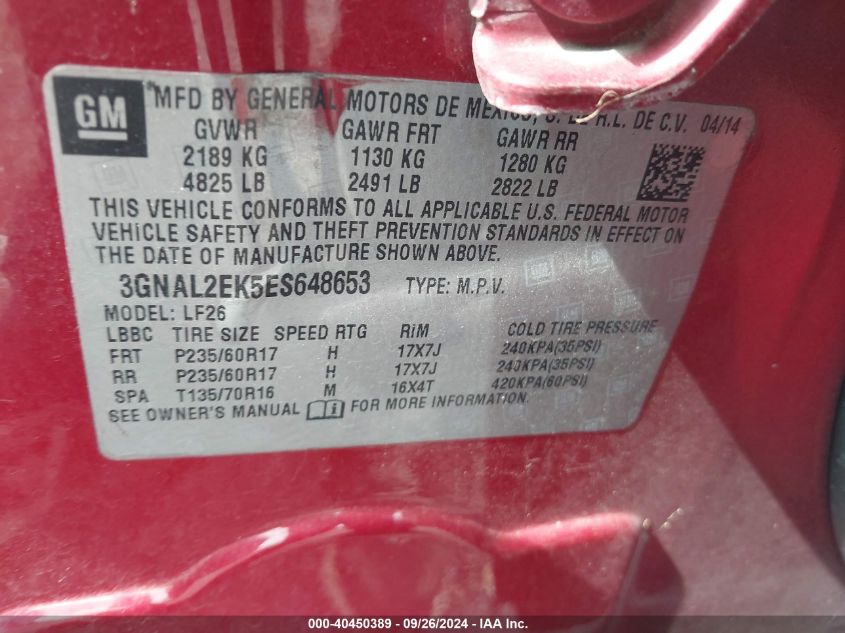 GM
MFD BY GENERAL MOTORS DE MEXICO, S. DE R.L. DE C.V. 04/14
GVWR GAWR FRT GAWR RR
2189 KG 1130 KG 1280 KG
4825 LB 2491 LB 2822 LB
THIS VEHICLE CONFORMS TO ALL APPLICABLE U.S. FEDERAL MOTOR
VEHICLE SAFETY AND THEFT PREVENTION STANDARDS IN EFFECT ON
THE DATE OF MANUFACTURE SHOWN ABOVE.
3GNAL2EK5ES648653 TYPE: M.P.V.
MODEL: LF26
LBBC TIRE SIZE SPEED RTG RIM COLD TIRE PRESSURE
FRT P235/60R17 H 17X7J 240KPA(35PSI)
RR P235/60R17 H 17X7J 240KPA(35PSI)
SPA T135/70R16 M 16X4T 420KPA(60PSI)
SEE OWNER'S MANUAL FOR MORE INFORMATION.
000-40450389 - 09/26/2024 - IAA Inc.